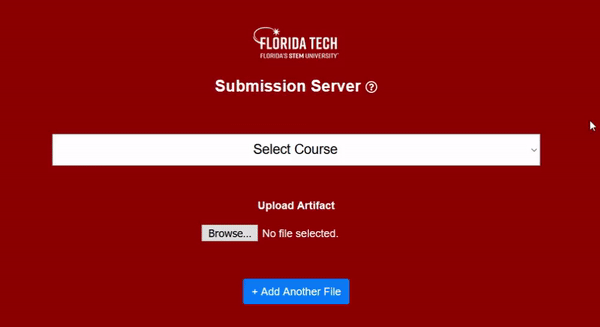 FLORIDA TECH
FLORIDA'S STEM UNIVERSITY
Submission Server ?
Select Course
Upload Artifact
Browse... No file selected.
+ Add Another File